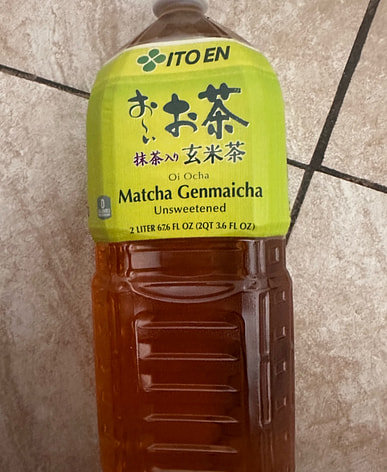 ITO EN
お〜いお茶
抹茶入り 玄米茶
Oi Ocha
Matcha Genmaicha
Unsweetened
0
2 LITER 67.6 FL OZ (2QT 3.6 FL OZ)